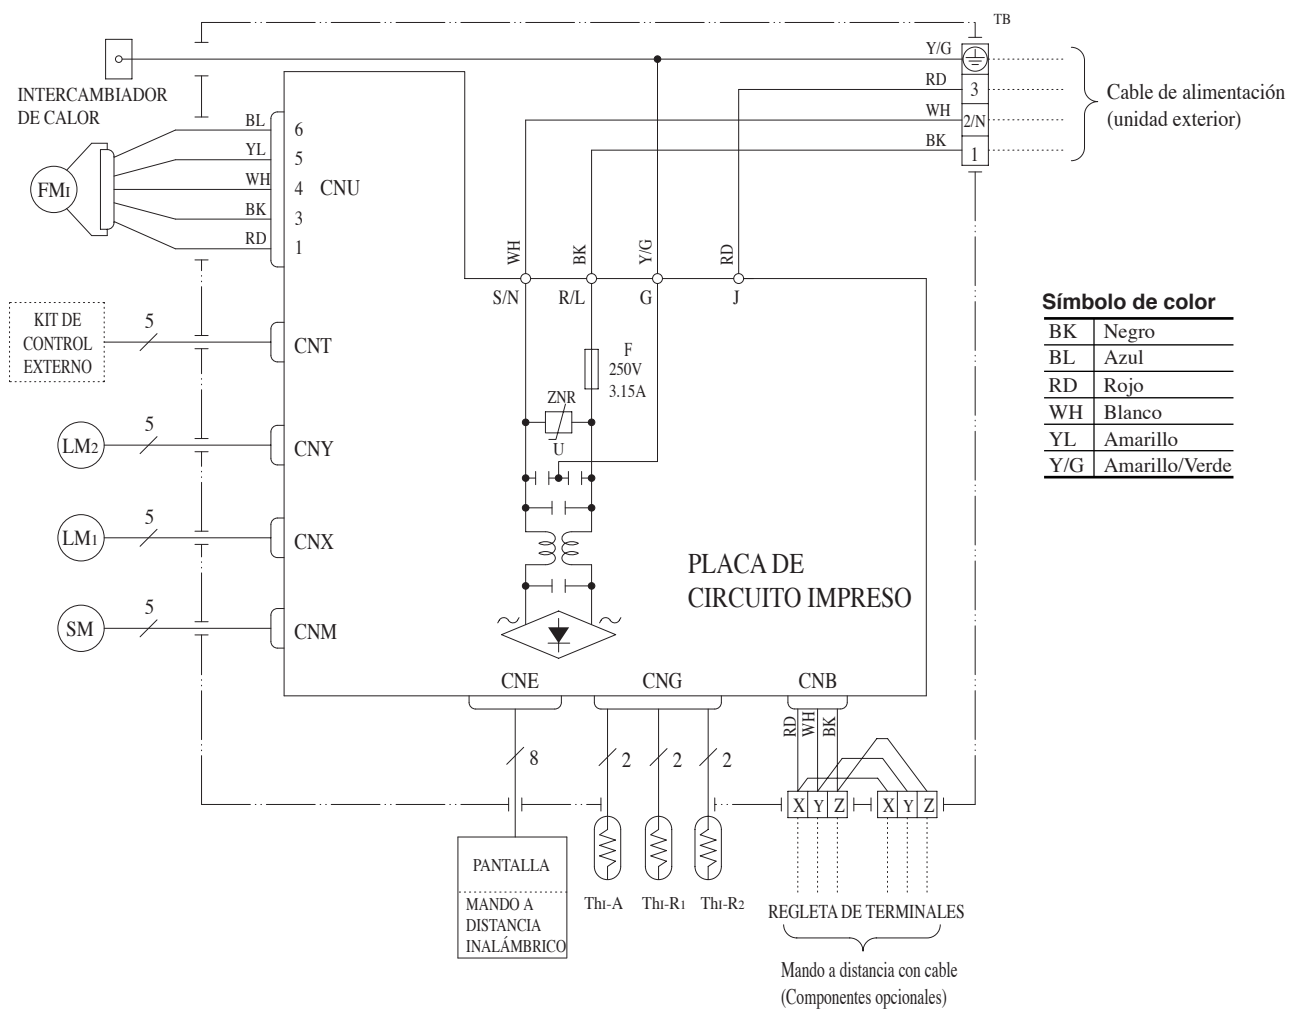 TB
Y/G
RD
3
WH
2/N
BK
1
Cable de alimentación
(unidad exterior)
INTERCAMBIADOR
DE CALOR
FMI
BL
6
YL
5
WH
4
CNU
BK
3
RD
1
WH
BK
Y/G
RD
S/N
R/L
G
J
KIT DE
CONTROL
EXTERNO
5
CNT
F
250V
3.15A
ZNR
U
LM2
5
CNY
LM1
5
CNX
SM
5
CNM
PLACA DE
CIRCUITO IMPRESO
Símbolo de color
BK Negro
BL Azul
RD Rojo
WH Blanco
YL Amarillo
Y/G Amarillo/Verde
CNE
CNG
CNB
RD
WH
BK
8
2
2
2
X Y Z
X Y Z
PANTALLA
MANDO A
DISTANCIA
INALÁMBRICO
ThI-A
ThI-R1
ThI-R2
REGLETA DE TERMINALES
Mando a distancia con cable
(Componentes opcionales)